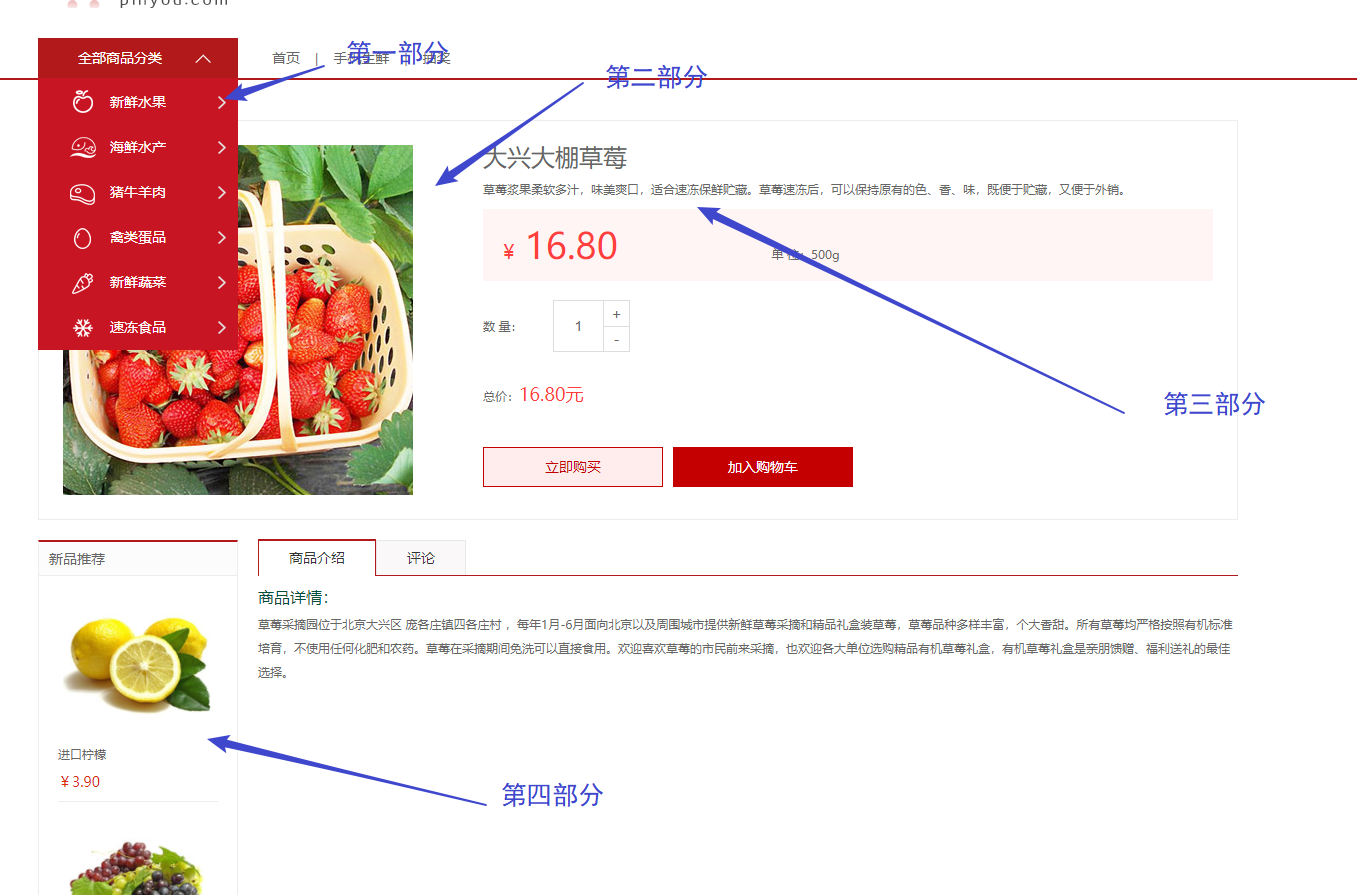 pinyou.com
全部商品分类
首页 | 手机生鲜 | 抽奖
第一部分
第二部分
新鲜水果
海鲜水产
猪牛羊肉
禽类蛋品
新鲜蔬菜
速冻食品
大兴大棚草莓
草莓浆果柔软多汁，味美爽口，适合速冻保鲜贮藏。草莓速冻后，可以保持原有的色、香、味，既便于贮藏，又便于外销。
¥ 16.80 单 位：500g
数 量： 1 + -
总价：16.80元
第三部分
立即购买 加入购物车
新品推荐
商品介绍 评论
商品详情：
草莓采摘园位于北京大兴区 庞各庄镇四各庄村 ，每年1月-6月面向北京以及周围城市提供新鲜草莓采摘和精品礼盒装草莓，草莓品种多样丰富，个大香甜。所有草莓均严格按照有机标准
培育，不使用任何化肥和农药。草莓在采摘期间免洗可以直接食用。欢迎喜欢草莓的市民前来采摘，也欢迎各大单位选购精品有机草莓礼盒，有机草莓礼盒是亲朋馈赠、福利送礼的最佳
选择。
进口柠檬
¥ 3.90
第四部分